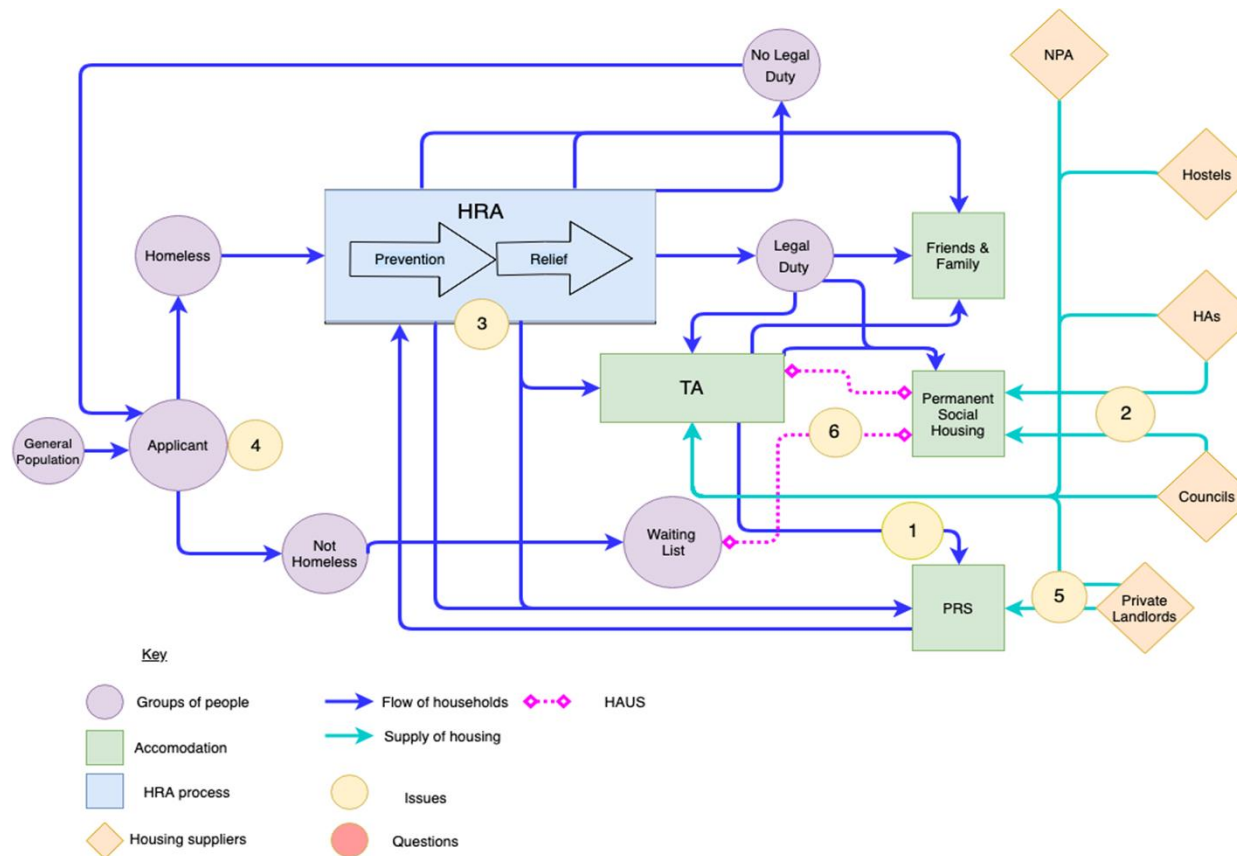 No Legal
Duty
NPA
Hostels
HRA
Prevention
Relief
Homeless
Legal
Duty
Friends &
Family
3
HAs
TA
Permanent
Social
Housing
2
General
Population
Applicant
4
6
Councils
Not
Homeless
Waiting
List
1
PRS
5
Private
Landlords
Key
Groups of people
Flow of households
HAUS
Accomodation
Supply of housing
HRA process
Issues
Housing suppliers
Questions